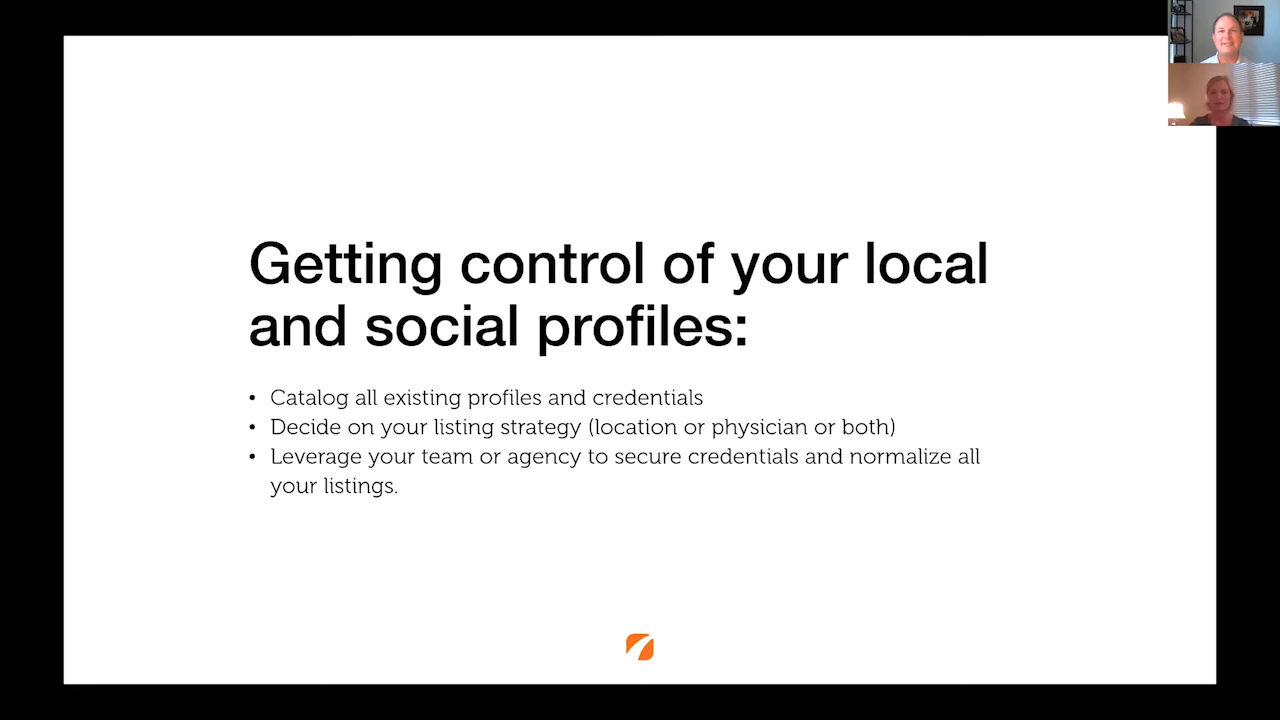 Getting control of your local
and social profiles:
• Catalog all existing profiles and credentials
• Decide on your listing strategy (location or physician or both)
• Leverage your team or agency to secure credentials and normalize all
your listings.